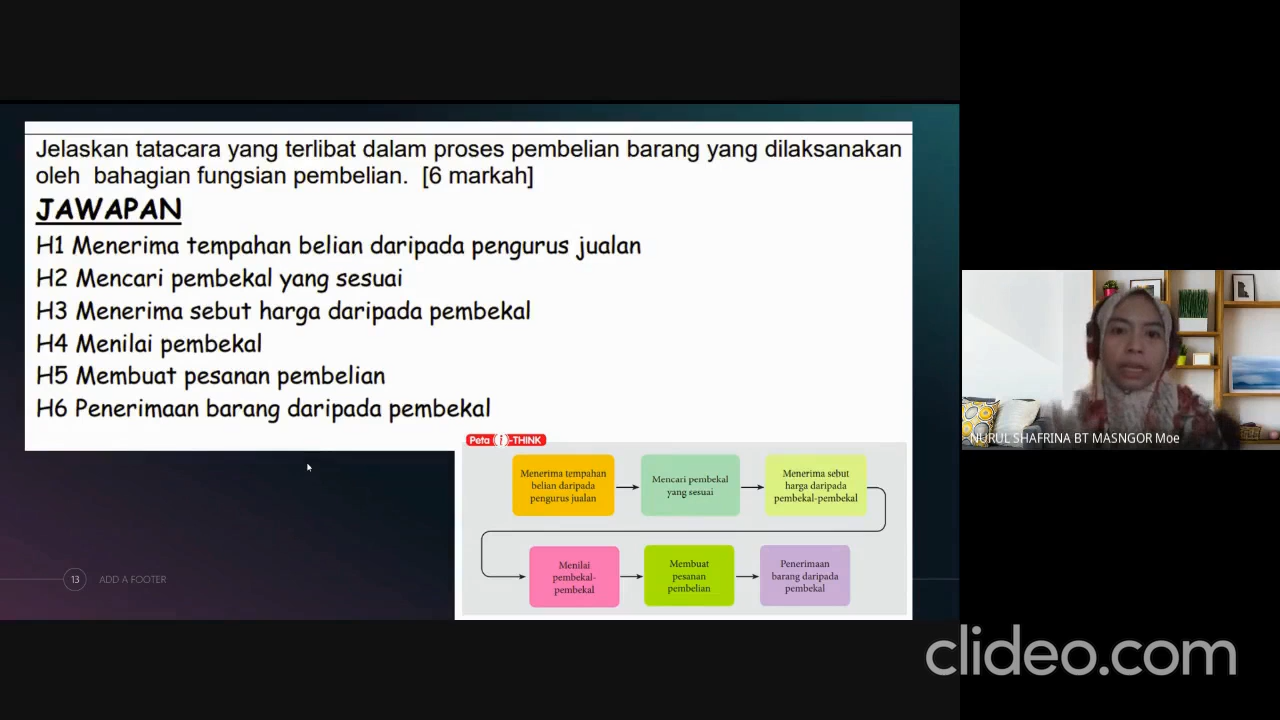 Jelaskan tatacara yang terlibat dalam proses pembelian barang yang dilaksanakan
oleh bahagian fungsian pembelian. [6 markah]
JAWAPAN
H1 Menerima tempahan belian daripada pengurus jualan
H2 Mencari pembekal yang sesuai
H3 Menerima sebut harga daripada pembekal
H4 Menilai pembekal
H5 Membuat pesanan pembelian
H6 Penerimaan barang daripada pembekal
Peta i-THINK
Menerima tempahan
belian daripada
pengurus jualan
Mencari pembekal
yang sesuai
Menerima sebut
harga daripada
pembekal-pembekal
Menilai
pembekal-
pembekal
Membuat
pesanan
pembelian
Penerimaan
barang daripada
pembekal
13 ADD A FOOTER
NURUL SHAFRINA BT MASNGOR Moe
clideo.com